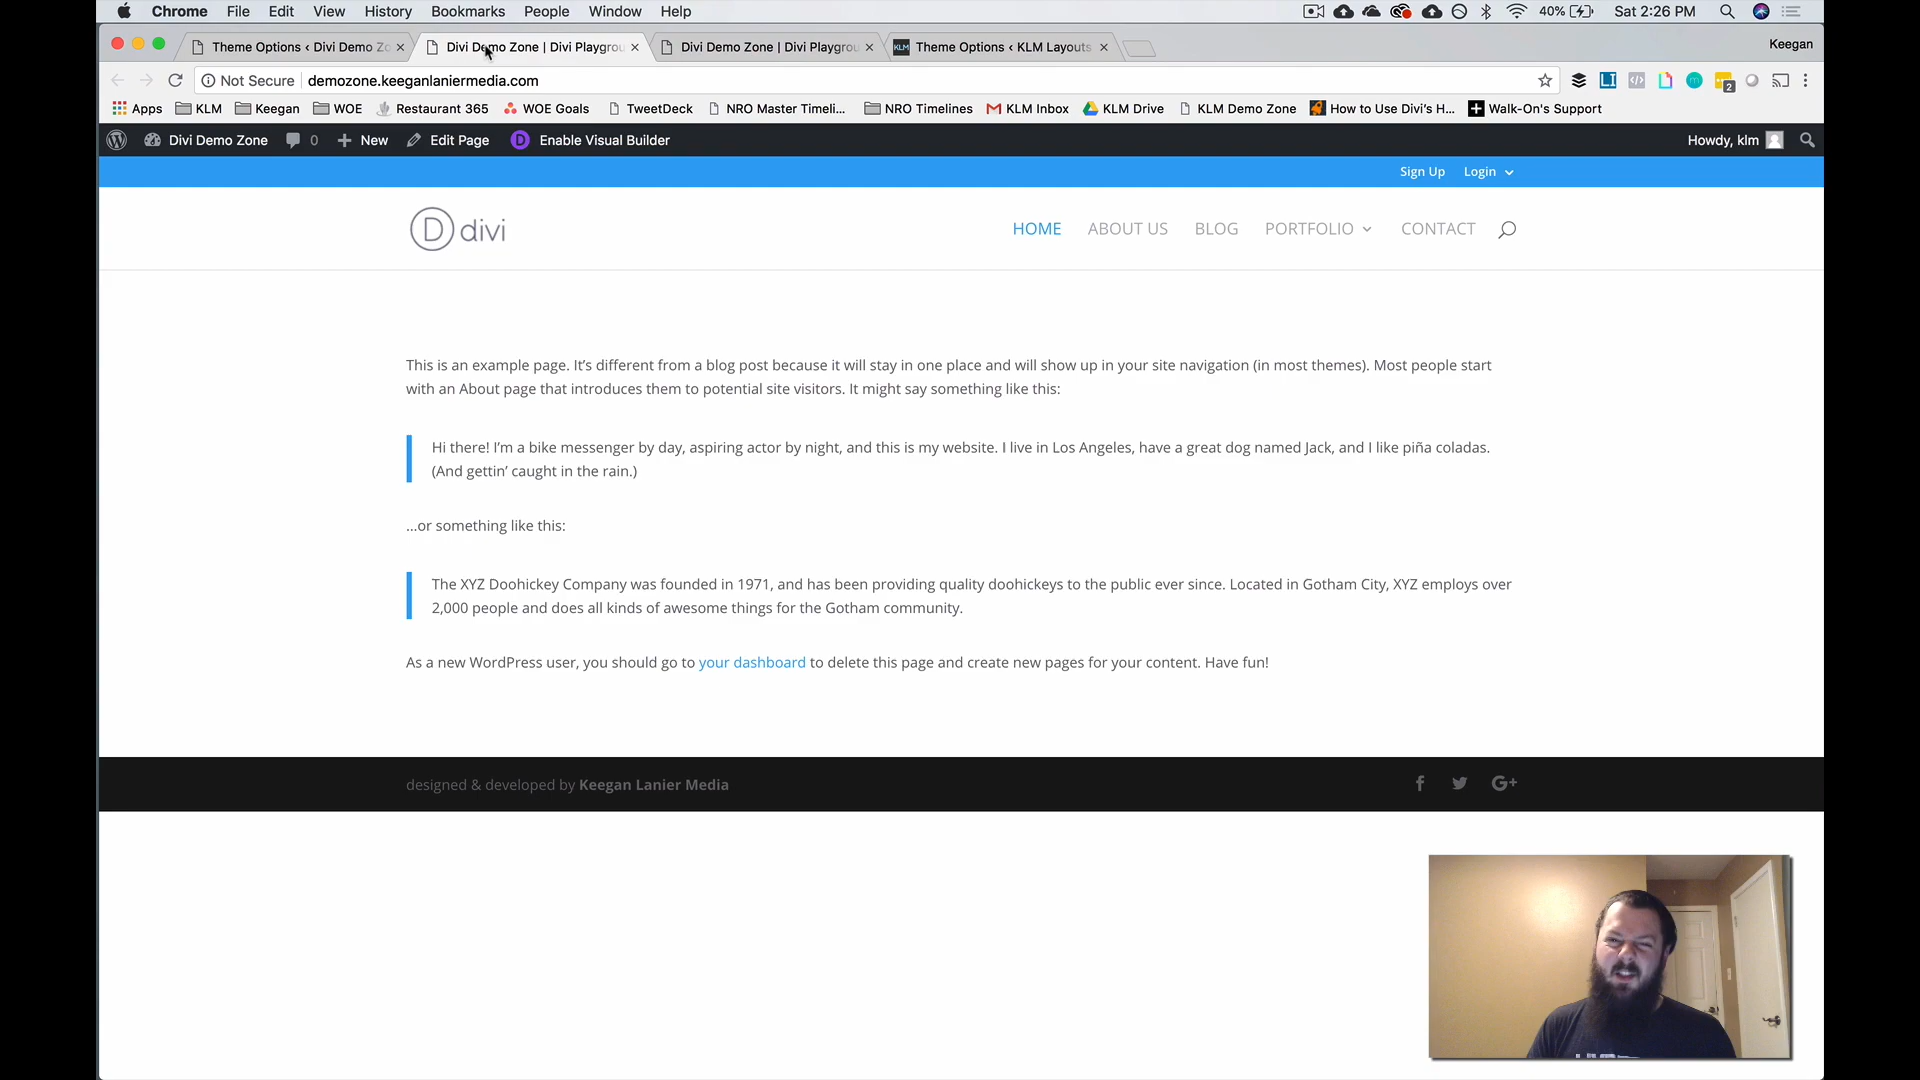 Chrome File Edit View History Bookmarks People Window Help 40% Sat 2:26 PM
Theme Options ‹ Divi Demo Zo Divi Demo Zone | Divi Playgrou Divi Demo Zone | Divi Playgrou KLM Theme Options ‹ KLM Layouts Keegan
Not Secure demozone.keeganlaniermedia.com 2
Apps KLM Keegan WOE Restaurant 365 WOE Goals TweetDeck NRO Master Timeli... NRO Timelines KLM Inbox KLM Drive KLM Demo Zone How to Use Divi's H... Walk-On's Support
Divi Demo Zone 0 New Edit Page D Enable Visual Builder Howdy, klm
Sign Up Login
D divi HOME ABOUT US BLOG PORTFOLIO CONTACT
This is an example page. It's different from a blog post because it will stay in one place and will show up in your site navigation (in most themes). Most people start
with an About page that introduces them to potential site visitors. It might say something like this:
Hi there! I'm a bike messenger by day, aspiring actor by night, and this is my website. I live in Los Angeles, have a great dog named Jack, and I like piña coladas.
(And gettin' caught in the rain.)
...or something like this:
The XYZ Doohickey Company was founded in 1971, and has been providing quality doohickeys to the public ever since. Located in Gotham City, XYZ employs over
2,000 people and does all kinds of awesome things for the Gotham community.
As a new WordPress user, you should go to your dashboard to delete this page and create new pages for your content. Have fun!
designed & developed by Keegan Lanier Media f G+